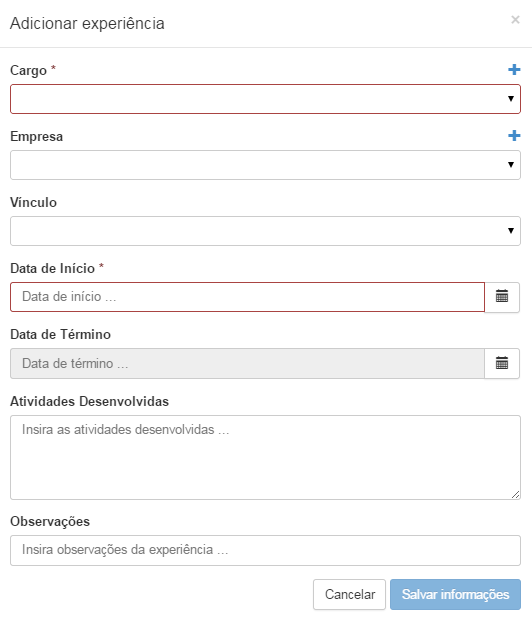 Adicionar experiência ×
Cargo *
Empresa
Vínculo
Data de Início *
Data de início ...
Data de Término
Data de término ...
Atividades Desenvolvidas
Insira as atividades desenvolvidas ...
Observações
Insira observações da experiência ...
Cancelar Salvar informações